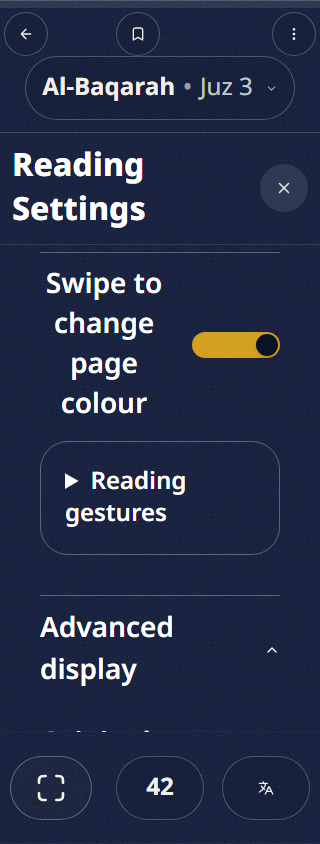 Al-Baqarah • Juz 3
Reading
Settings
Swipe to
change
page
colour
Reading
gestures
Advanced
display
42